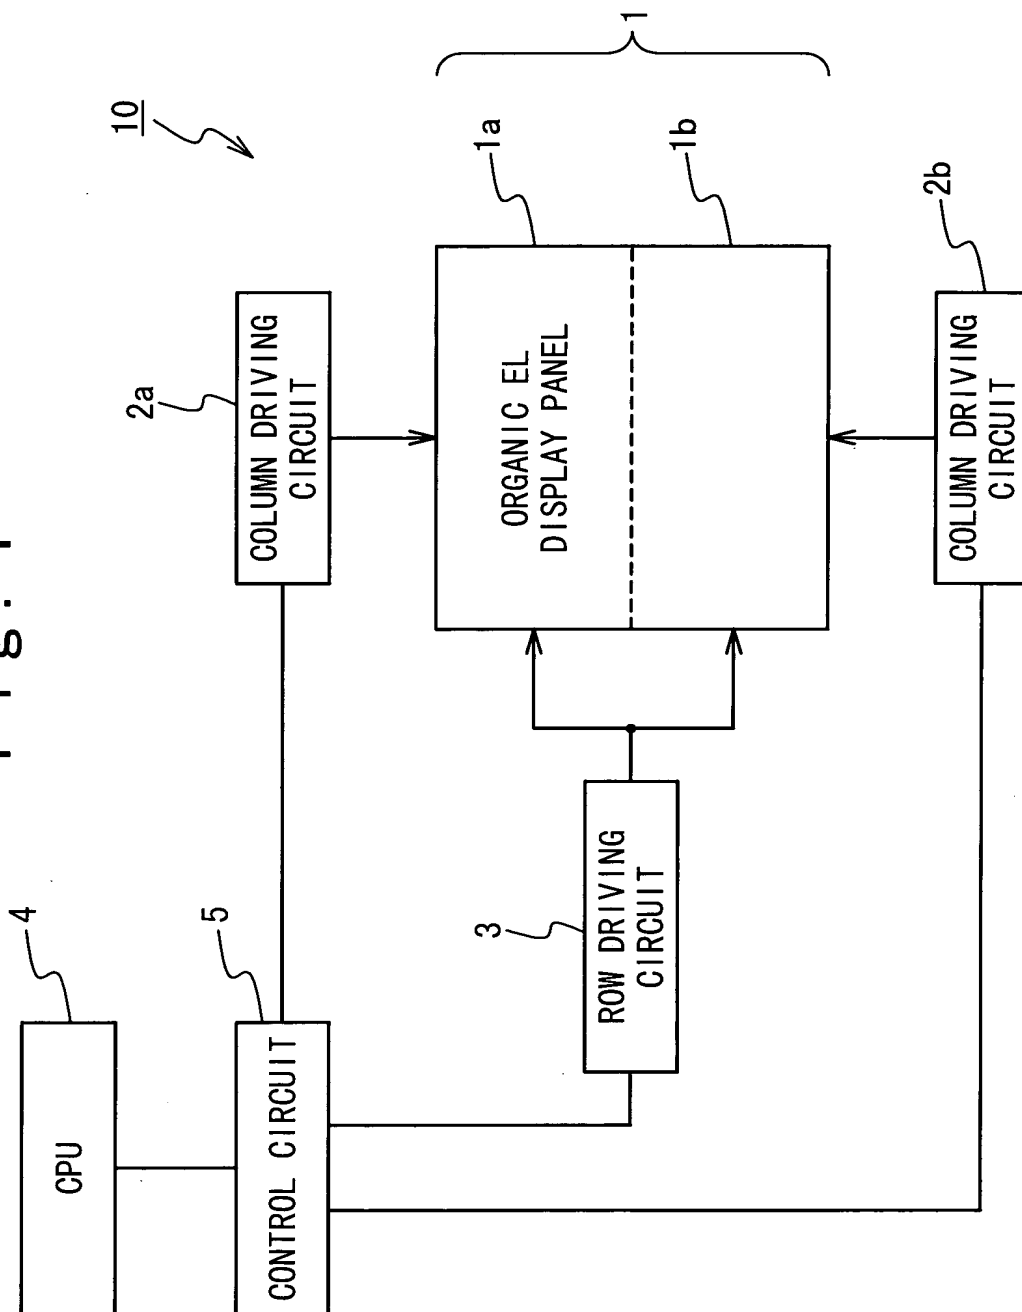 Fig.
4
CPU
10
2a
5
CONTROL CIRCUIT
COLUMN DRIVING
CIRCUIT
1a
3
ORGANIC EL
DISPLAY PANEL
1
ROW DRIVING
CIRCUIT
1b
2b
COLUMN DRIVING
CIRCUIT